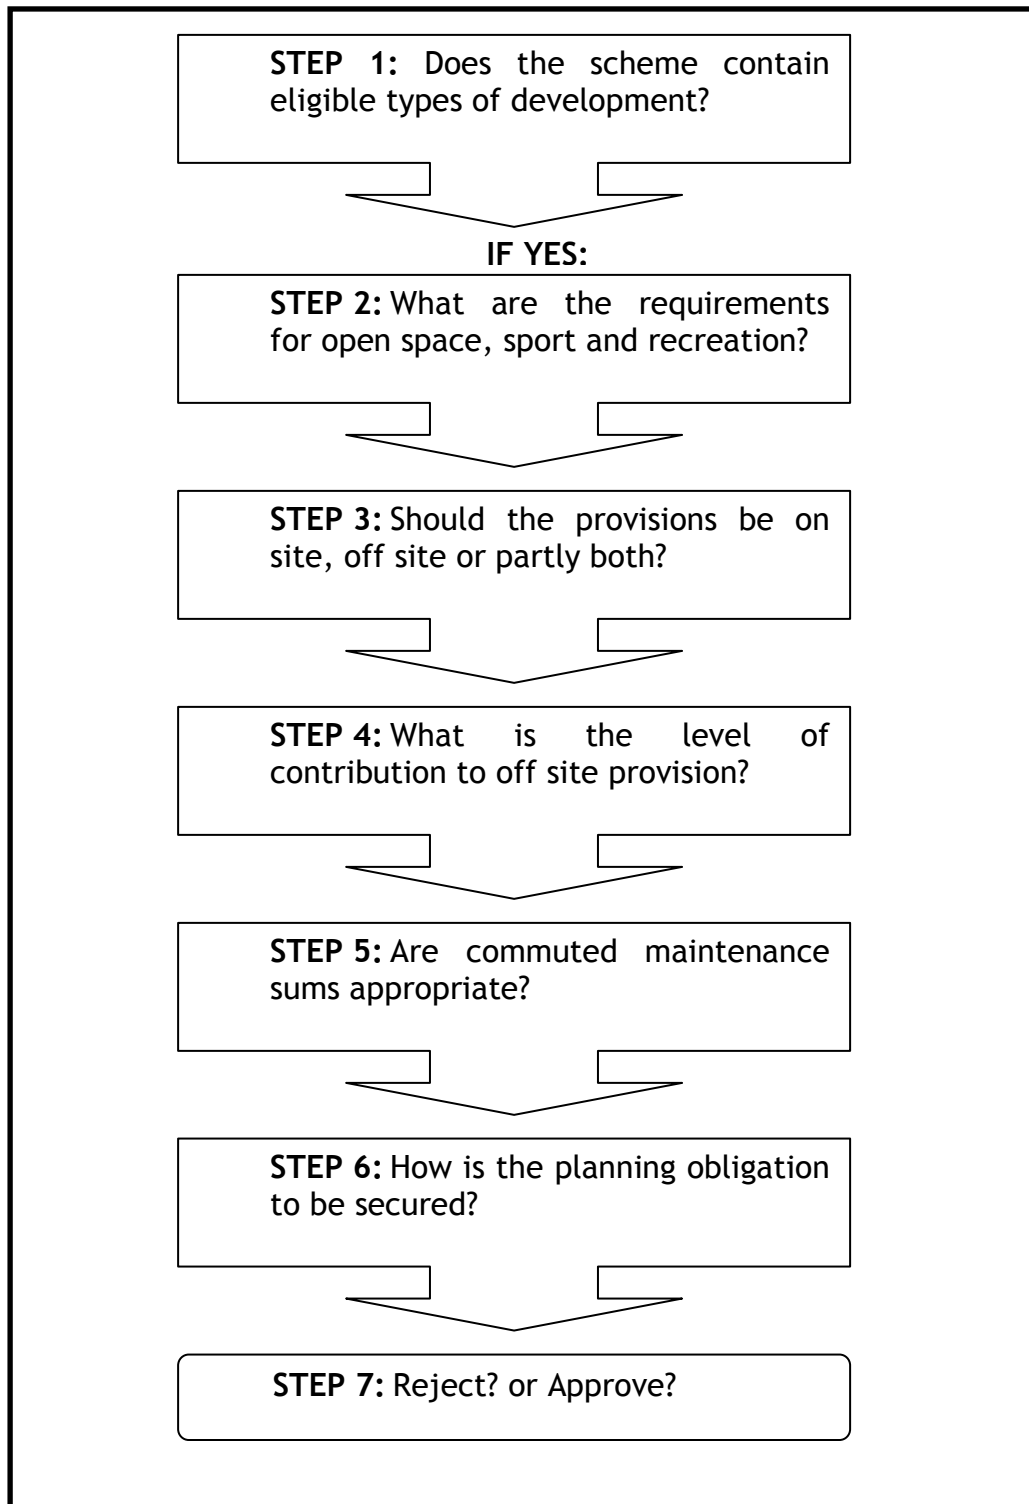 STEP 1: Does the scheme contain
eligible types of development?
IF YES:
STEP 2: What are the requirements
for open space, sport and recreation?
STEP 3: Should the provisions be on
site, off site or partly both?
STEP 4: What is the level of
contribution to off site provision?
STEP 5: Are commuted maintenance
sums appropriate?
STEP 6: How is the planning obligation
to be secured?
STEP 7: Reject? or Approve?